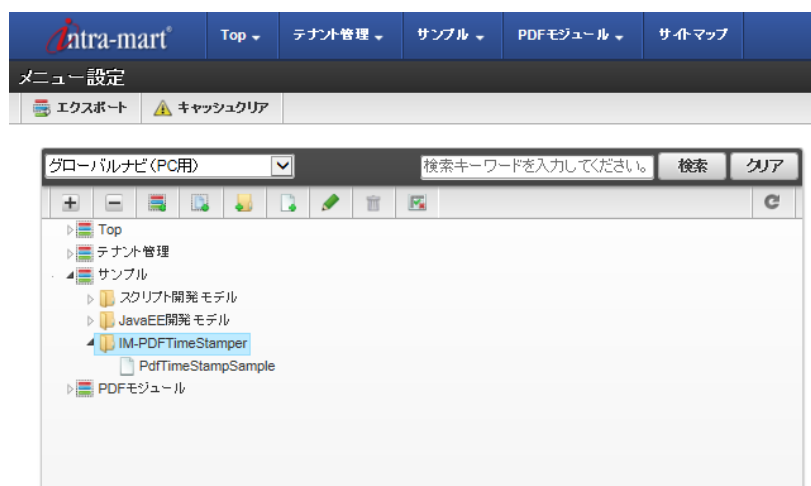 intra-mart® Top テナント管理 サンプル PDFモジュール サイトマップ
メニュー設定
エクスポート キャッシュクリア
グローバルナビ(PC用) 検索キーワードを入力してください。 検索 クリア
Top
テナント管理
サンプル
スクリプト開発モデル
JavaEE開発モデル
IM-PDFTimeStamper
PdfTimeStampSample
PDFモジュール